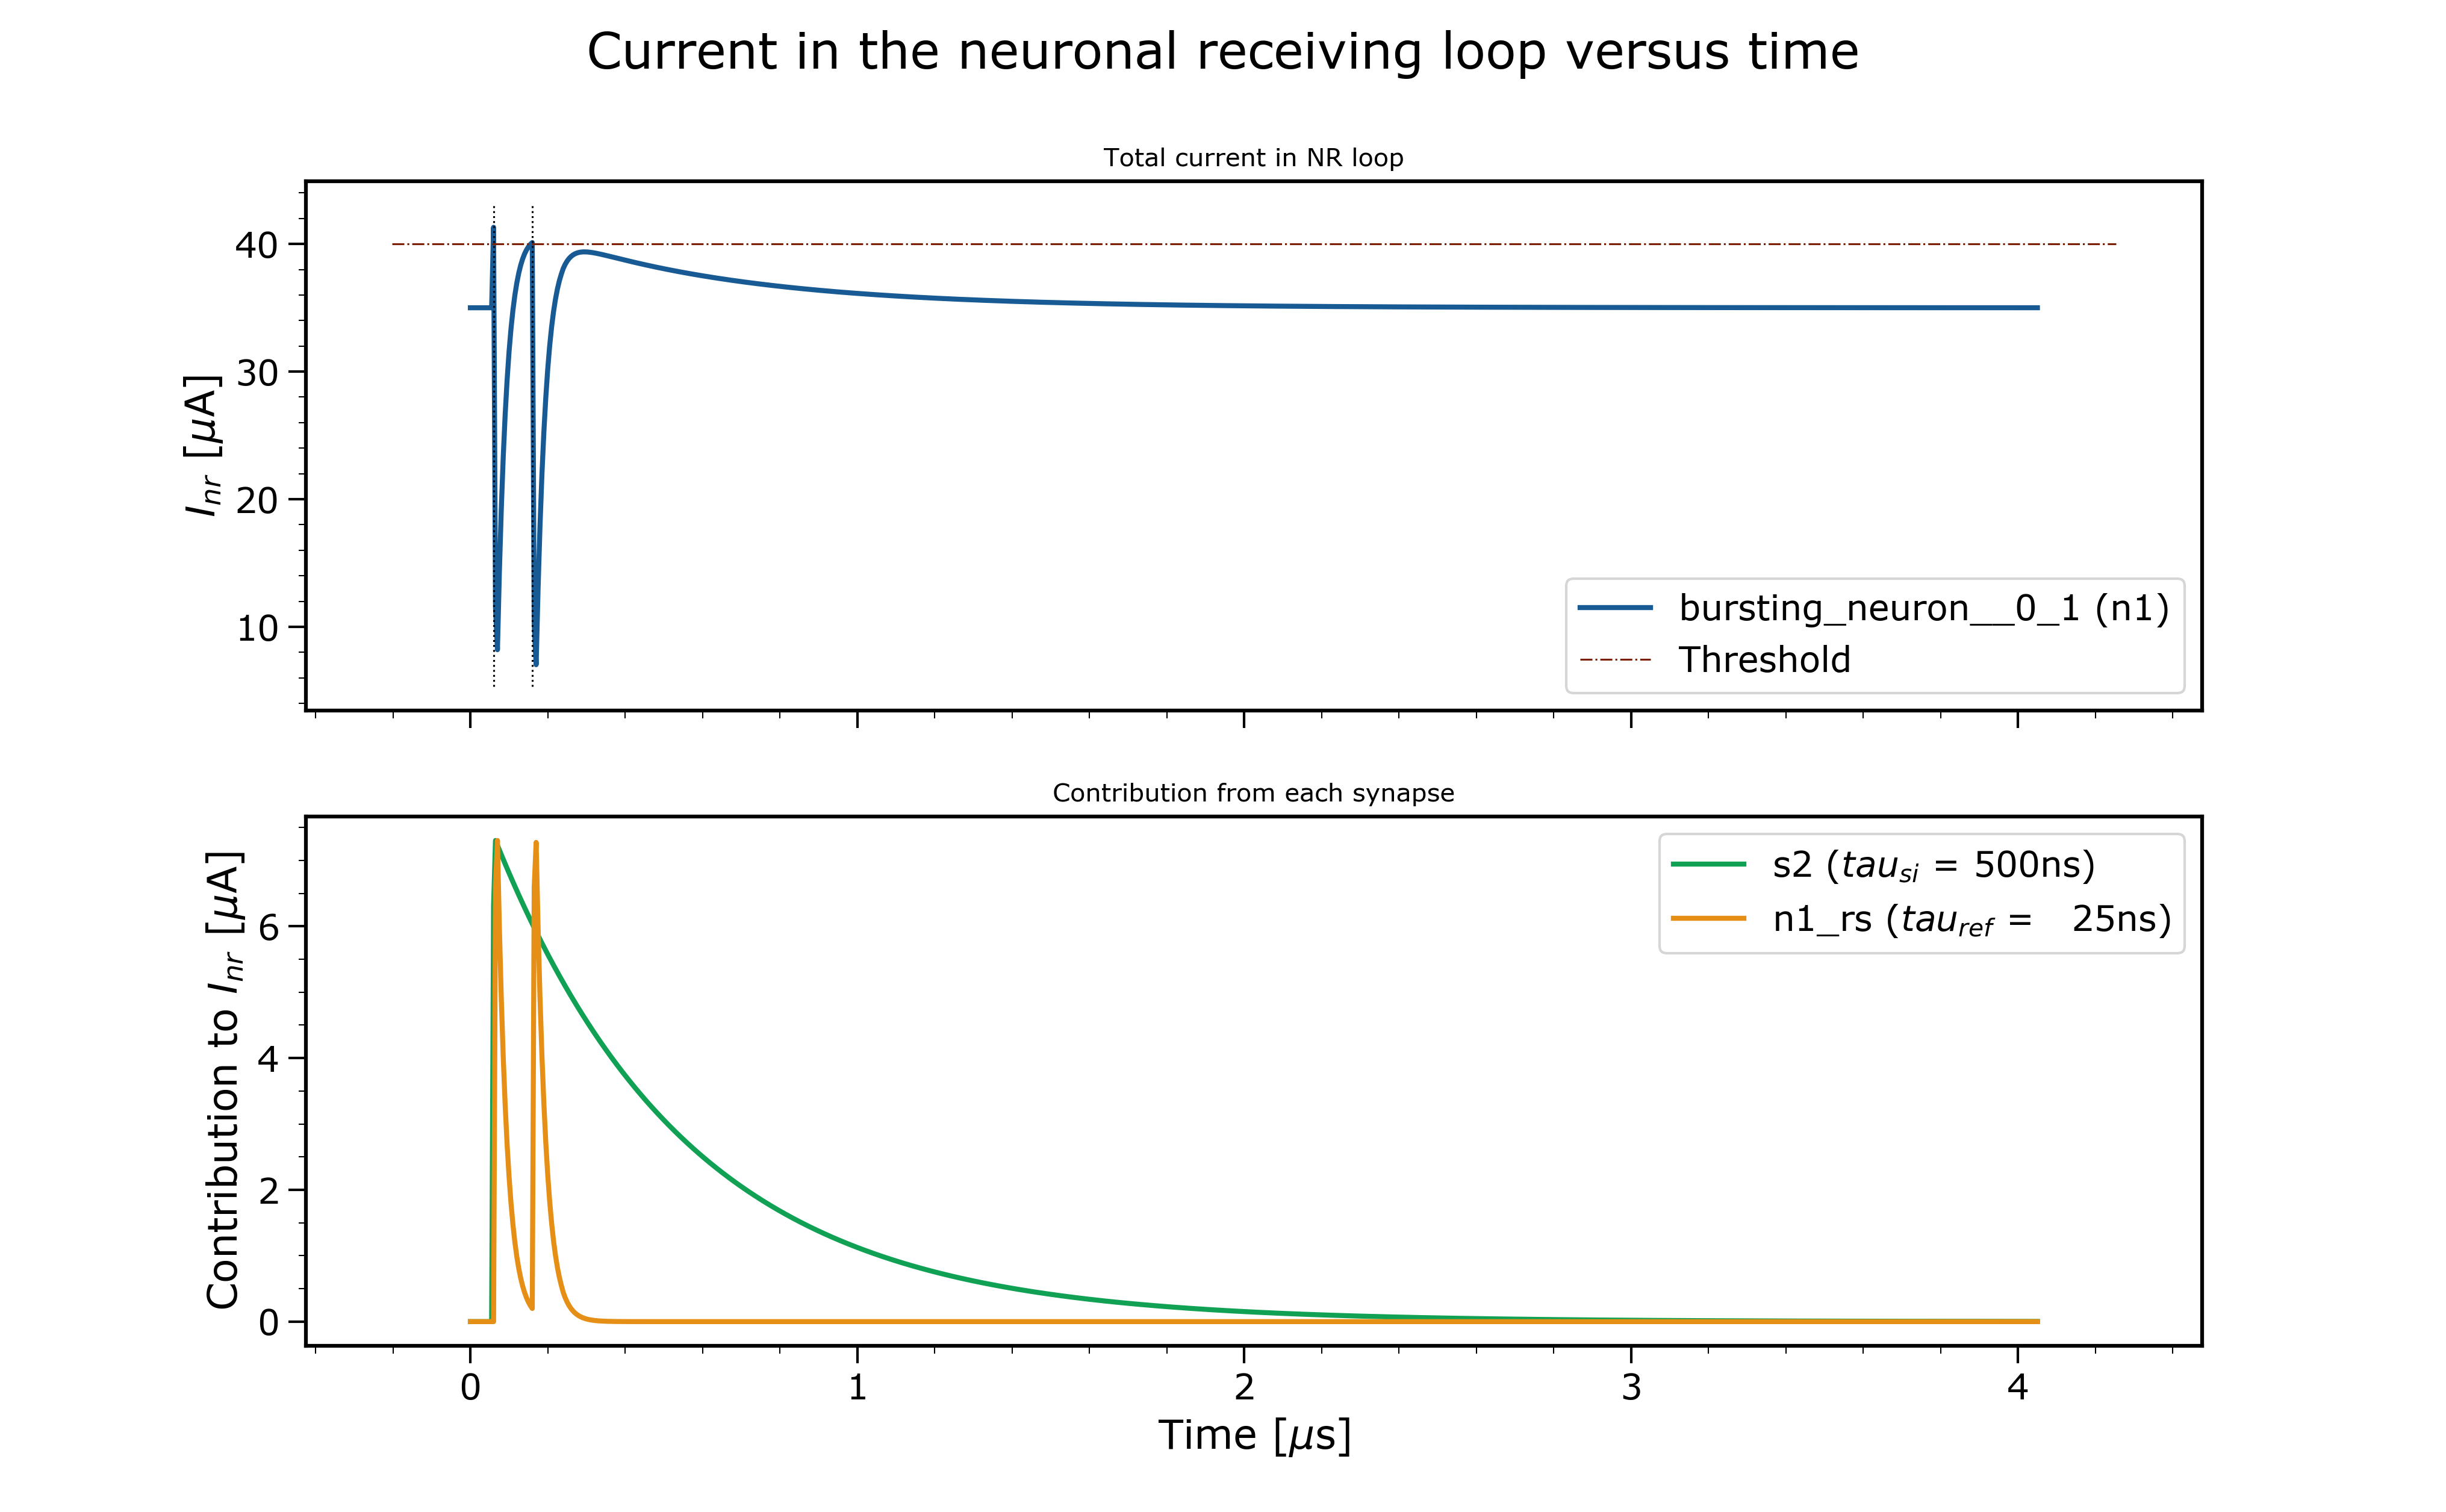 Current in the neuronal receiving loop versus time
Total current in NR loop
40
30
20
10
I_nr [μA]
bursting_neuron__0_1 (n1)
Threshold
Contribution from each synapse
6
4
2
0
Contribution to I_nr [μA]
s2 (tau_si = 500ns)
n1_rs (tau_ref =   25ns)
0 1 2 3 4
Time [μs]